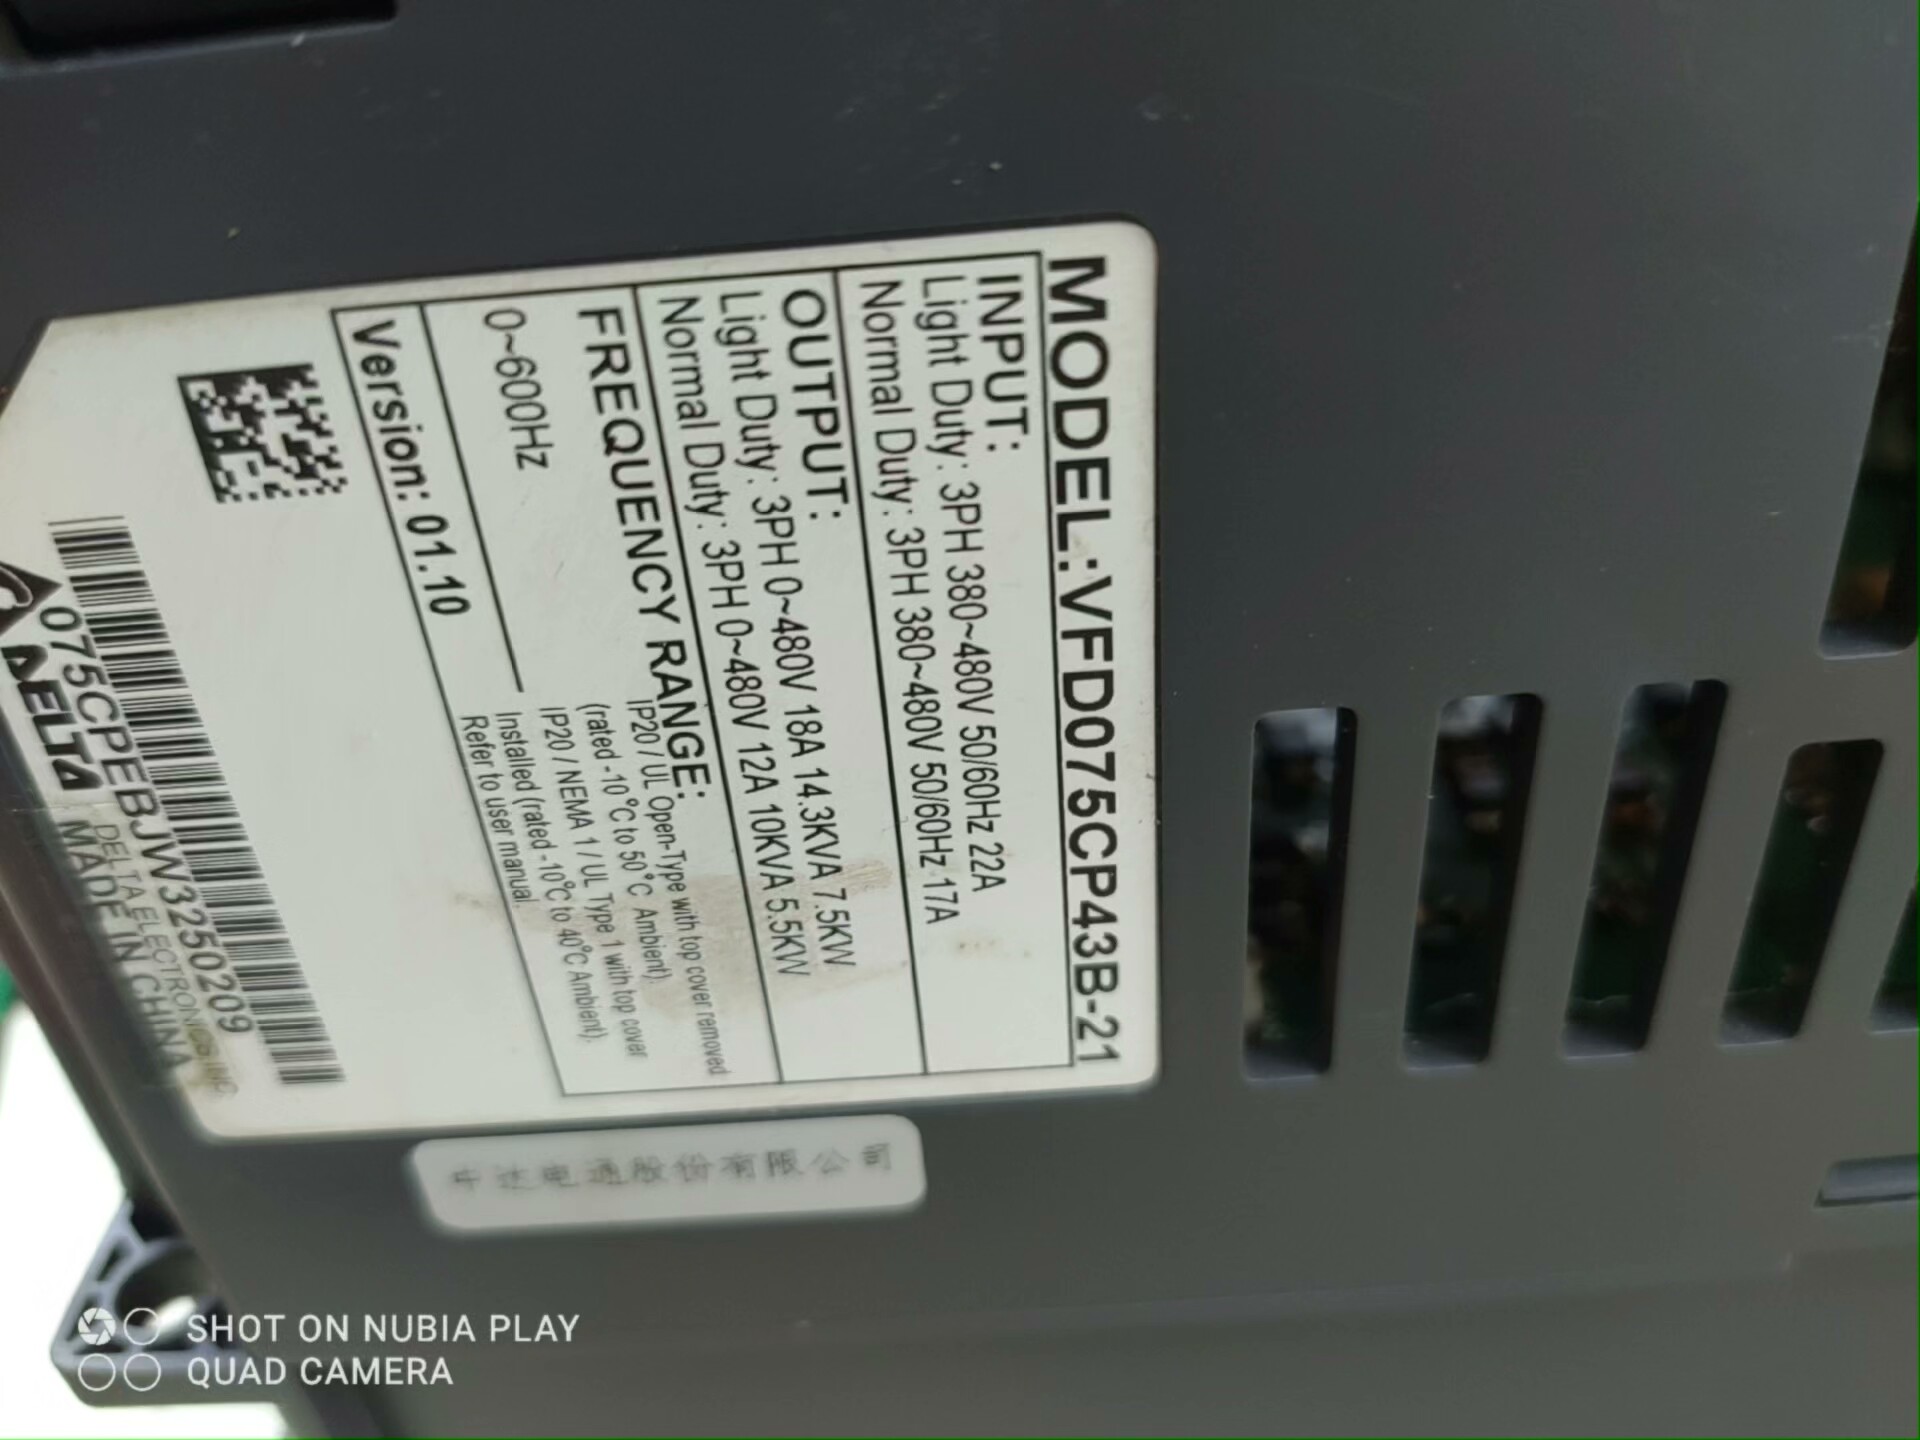 MODEL:VFD075CP43B-21
INPUT:
Light Duty: 3PH 380~480V 50/60Hz 22A
Normal Duty: 3PH 380~480V 50/60Hz 17A
OUTPUT:
Light Duty: 3PH 0~480V 18A 14.3KVA 7.5KW
Normal Duty: 3PH 0~480V 12A 10KVA 5.5KW
FREQUENCY RANGE:
0~600Hz
IP20 / UL Open-Type with top cover removed
(rated -10°C to 50°C Ambient).
IP20 / NEMA 1 / UL Type 1 with top cover
Installed (rated -10°C to 40°C Ambient).
Refer to user manual.
Version: 01.10
075CPEBJW3250209
DELTA ELECTRONICS INC
DELTA MADE IN CHINA
中达电通股份有限公司
SHOT ON NUBIA PLAY
QUAD CAMERA